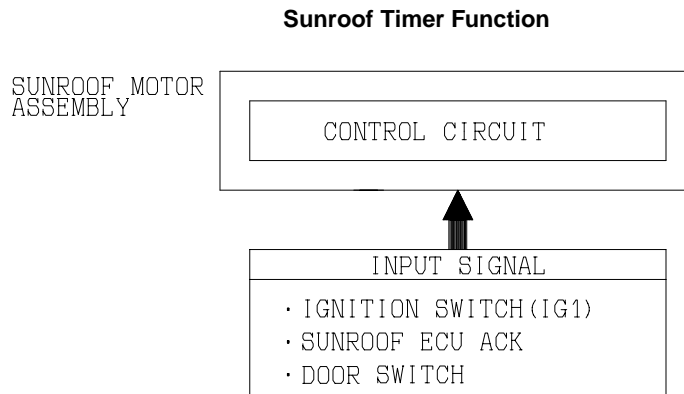 Sunroof Timer Function
SUNROOF MOTOR
ASSEMBLY
CONTROL CIRCUIT
INPUT SIGNAL
· IGNITION SWITCH(IG1)
· SUNROOF ECU ACK
· DOOR SWITCH